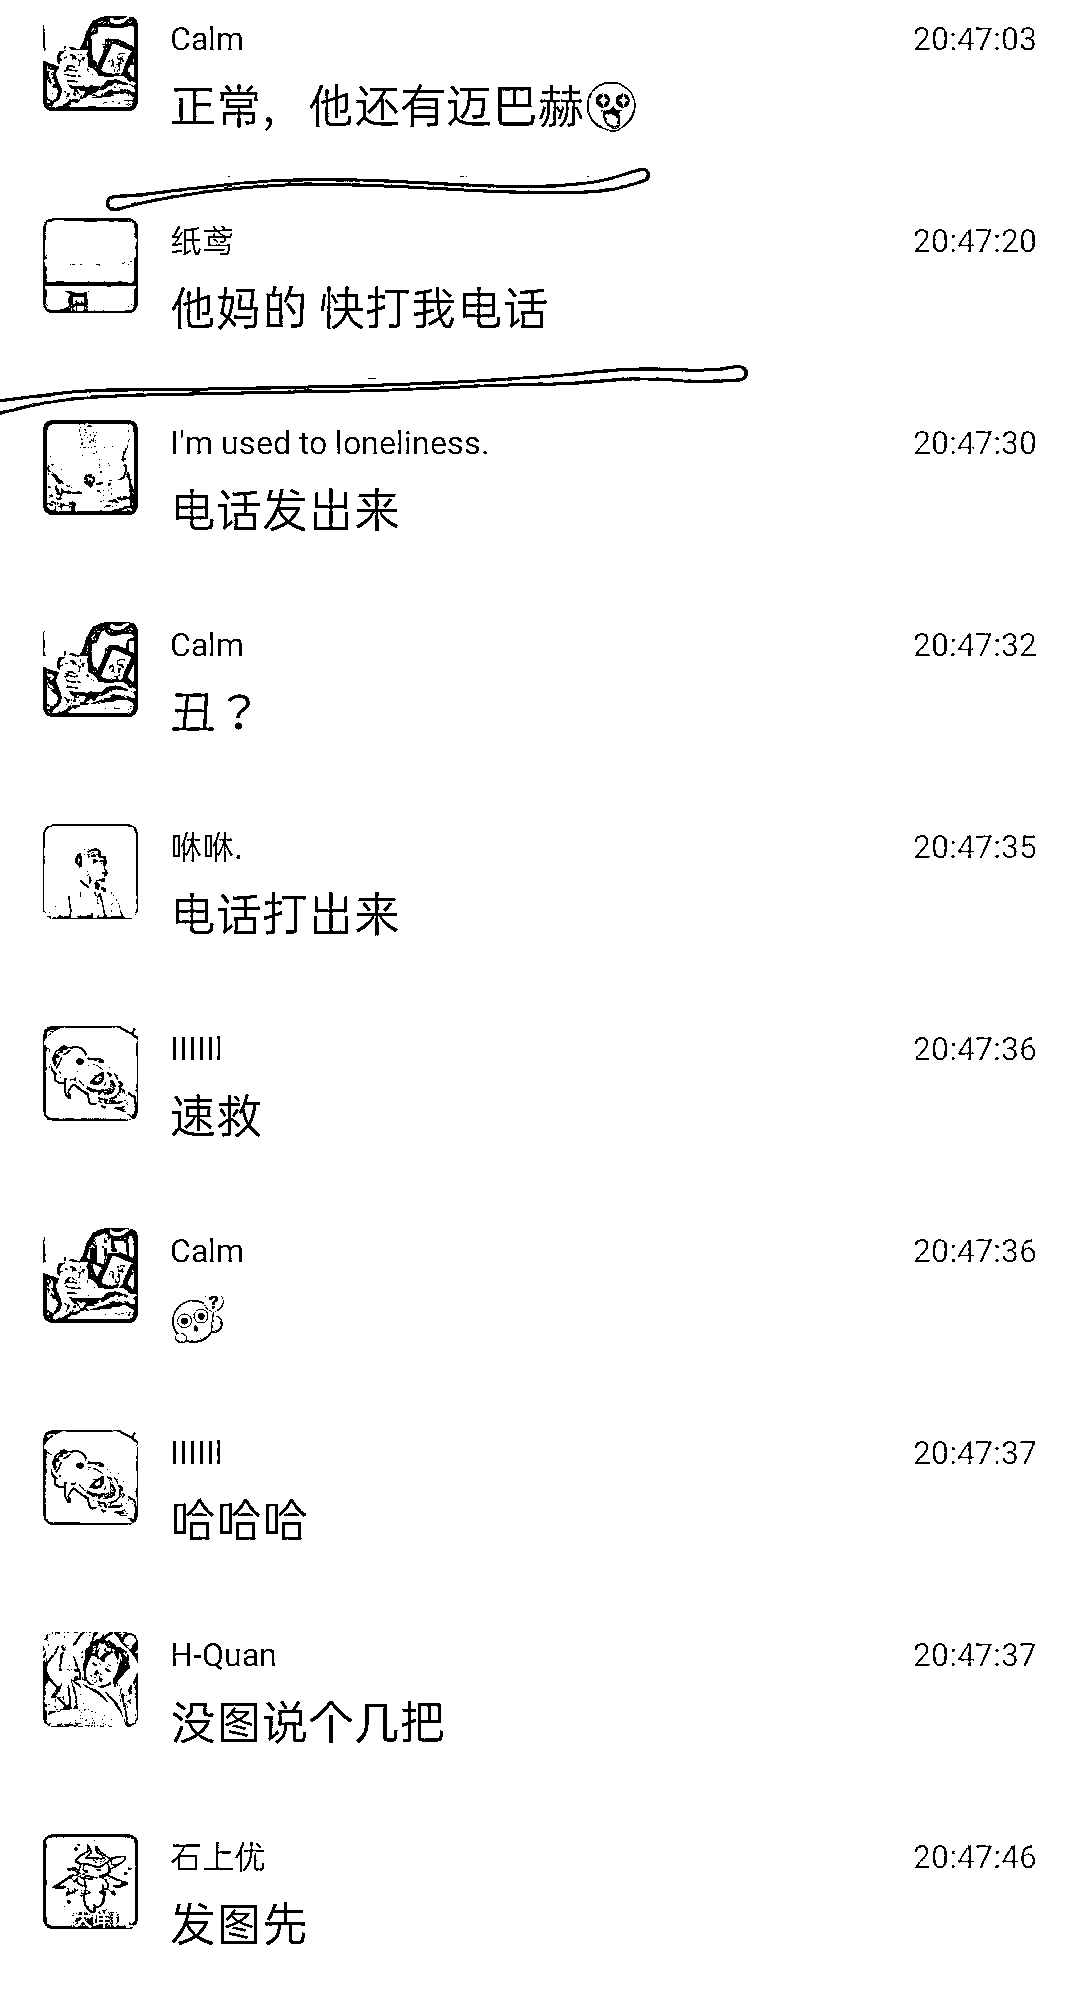 Calm 20:47:03
正常，他还有迈巴赫
纸鸢 20:47:20
他妈的 快打我电话
I'm used to loneliness. 20:47:30
电话发出来
Calm 20:47:32
丑？
咻咻. 20:47:35
电话打出来
llllll 20:47:36
速救
Calm 20:47:36
llllll 20:47:37
哈哈哈
H-Quan 20:47:37
没图说个几把
石上优 20:47:46
发图先